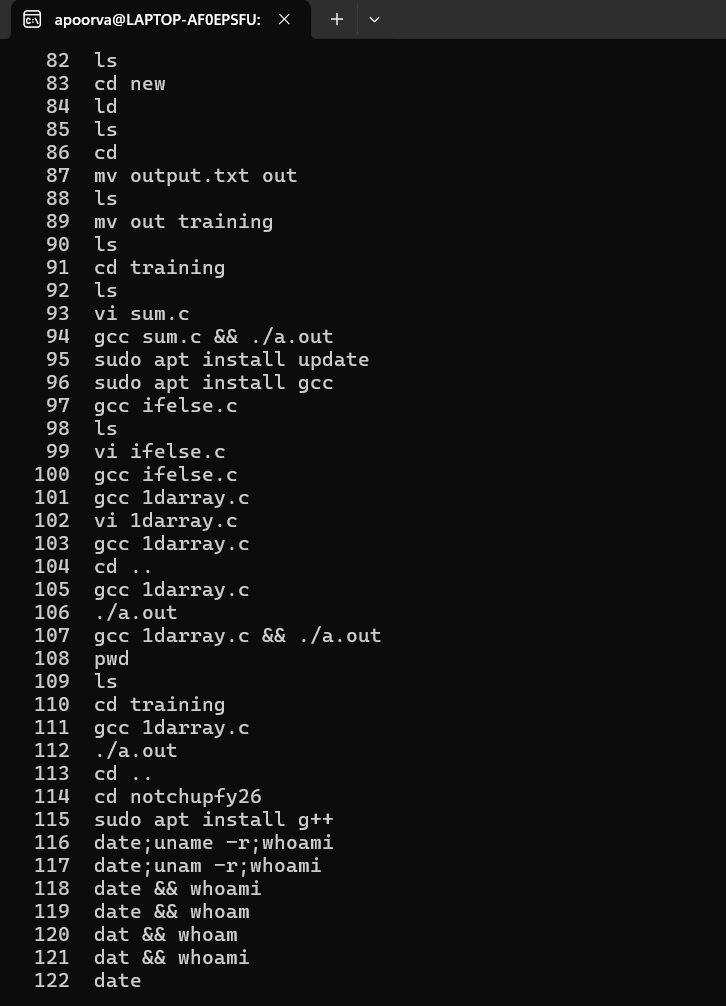 apoorva@LAPTOP-AF0EPSFU:
82 ls
83 cd new
84 ld
85 ls
86 cd
87 mv output.txt out
88 ls
89 mv out training
90 ls
91 cd training
92 ls
93 vi sum.c
94 gcc sum.c && ./a.out
95 sudo apt install update
96 sudo apt install gcc
97 gcc ifelse.c
98 ls
99 vi ifelse.c
100 gcc ifelse.c
101 gcc 1darray.c
102 vi 1darray.c
103 gcc 1darray.c
104 cd ..
105 gcc 1darray.c
106 ./a.out
107 gcc 1darray.c && ./a.out
108 pwd
109 ls
110 cd training
111 gcc 1darray.c
112 ./a.out
113 cd ..
114 cd notchupfy26
115 sudo apt install g++
116 date;uname -r;whoami
117 date;unam -r;whoami
118 date && whoami
119 date && whoam
120 dat && whoam
121 dat && whoami
122 date